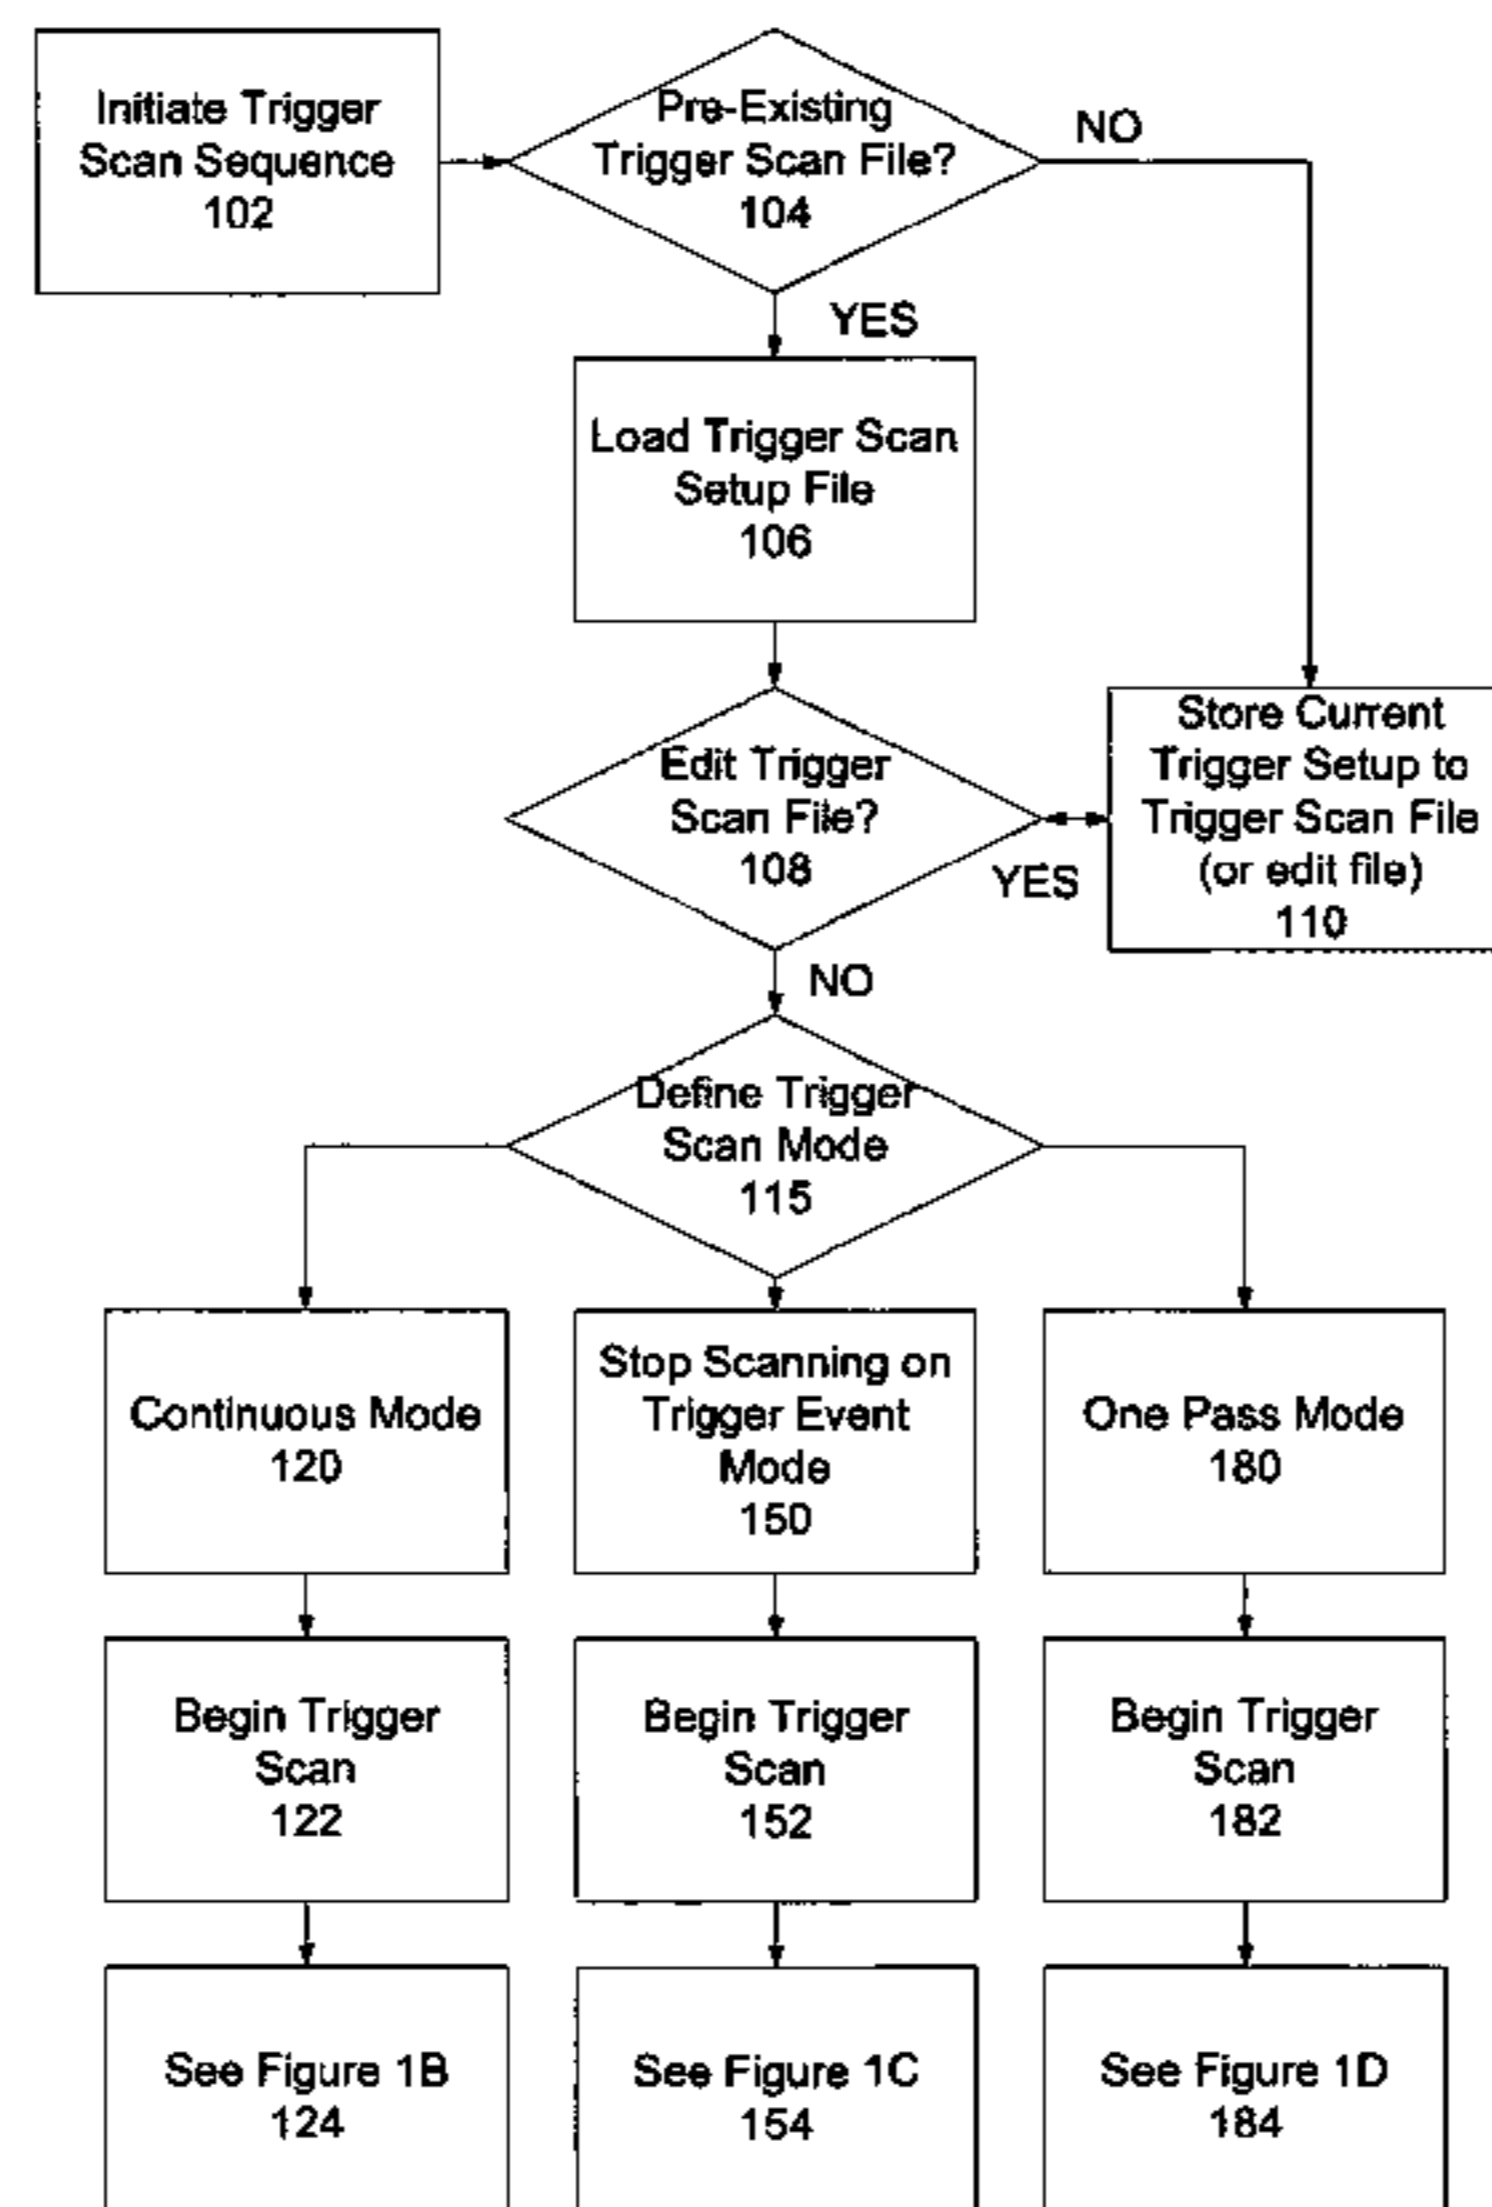 Initiate Trigger
Scan Sequence
102
Pre-Existing
Trigger Scan File?
104
NO
YES
Load Trigger Scan
Setup File
106
Edit Trigger
Scan File?
108
YES
Store Current
Trigger Setup to
Trigger Scan File
(or edit file)
110
NO
Define Trigger
Scan Mode
115
Continuous Mode
120
Stop Scanning on
Trigger Event
Mode
150
One Pass Mode
180
Begin Trigger
Scan
122
Begin Trigger
Scan
152
Begin Trigger
Scan
182
See Figure 1B
124
See Figure 1C
154
See Figure 1D
184